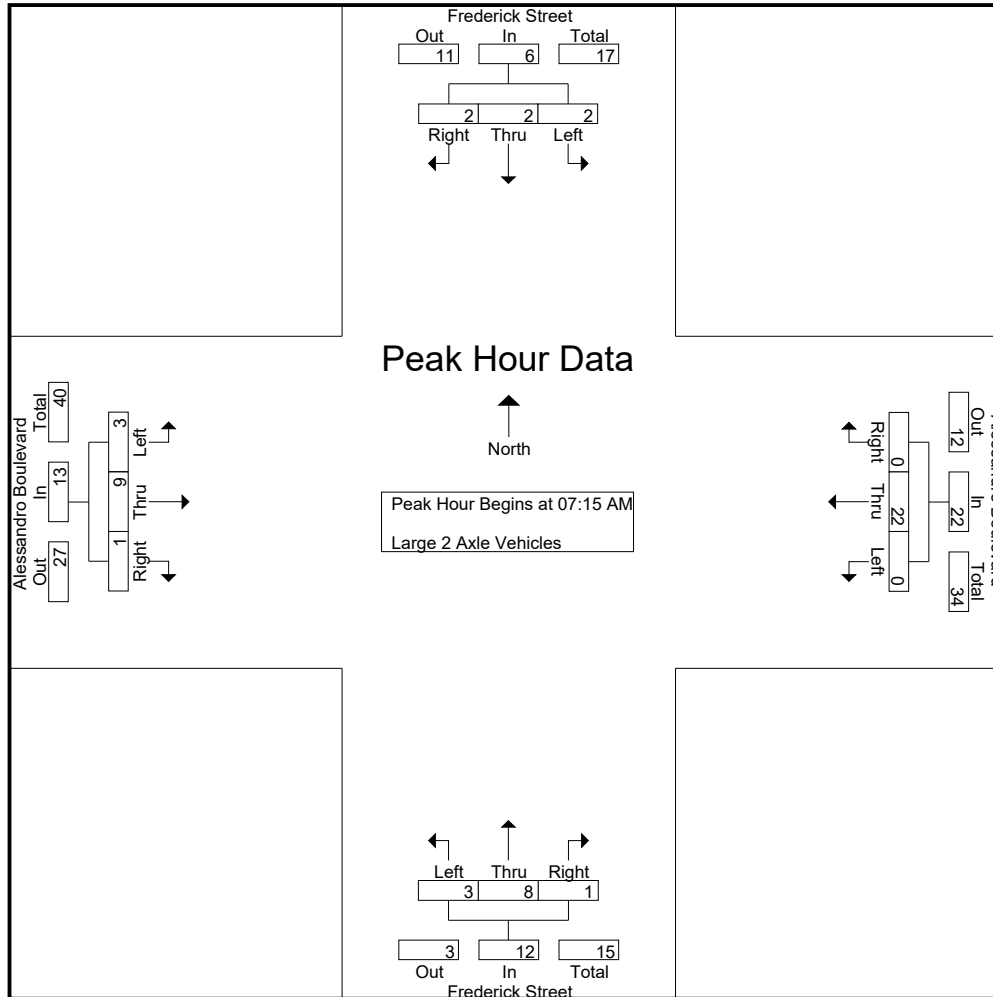 Frederick Street
Out In Total
11 6 17
2 2 2
Right Thru Left
Peak Hour Data
North
Peak Hour Begins at 07:15 AM
Large 2 Axle Vehicles
Alessandro Boulevard
Total In Out
40 13 27
3 9 1
Left Thru Right
Out In Total
12 22 34
Right Thru Left
0 22 0
Left Thru Right
3 8 1
3 12 15
Out In Total
Frederick Street